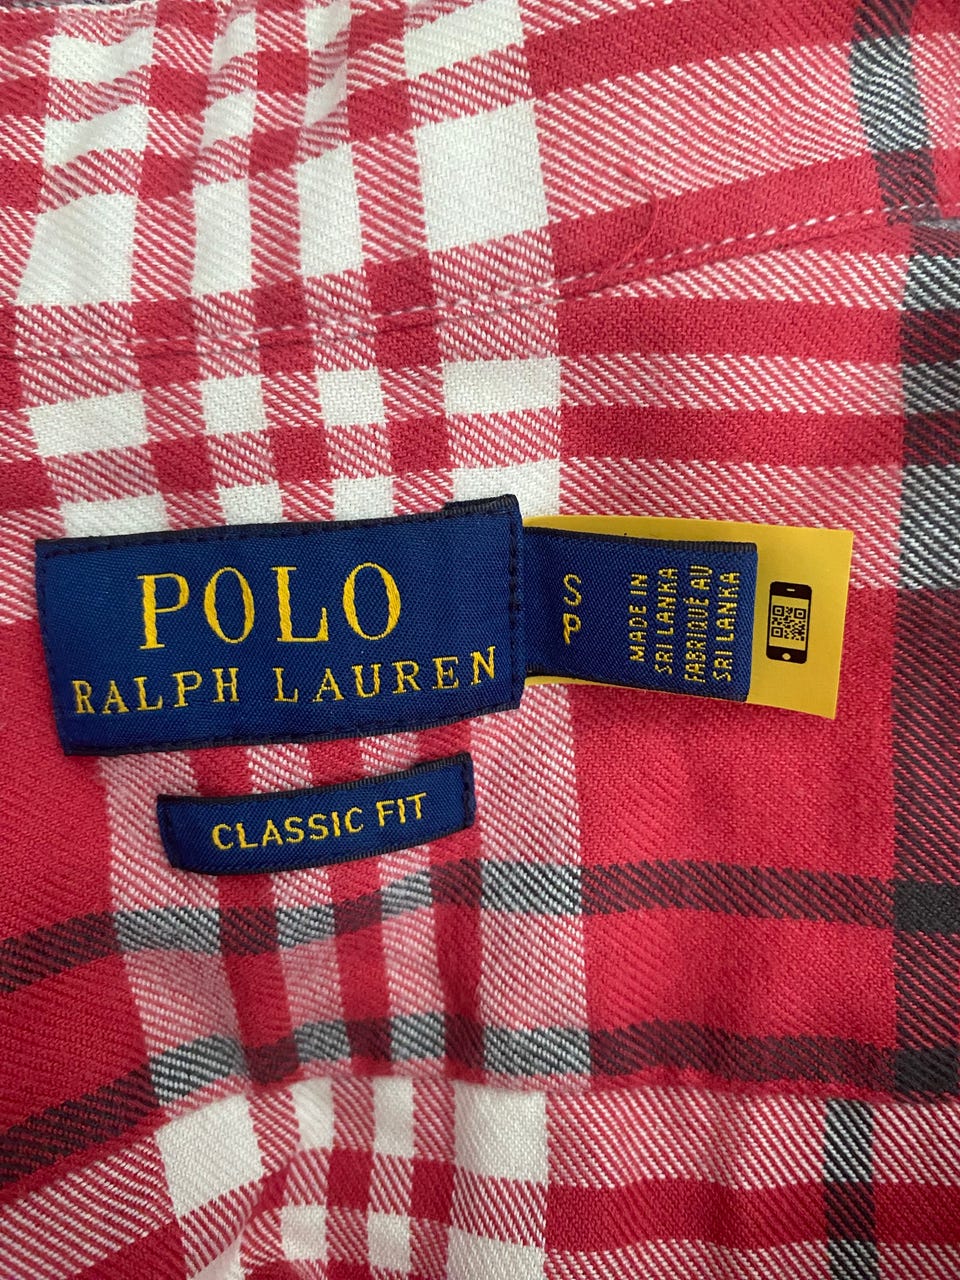 POLO
RALPH LAUREN
CLASSIC FIT
S
P
MADE IN
SRI LANKA
FABRIQUÉ AU
SRI LANKA